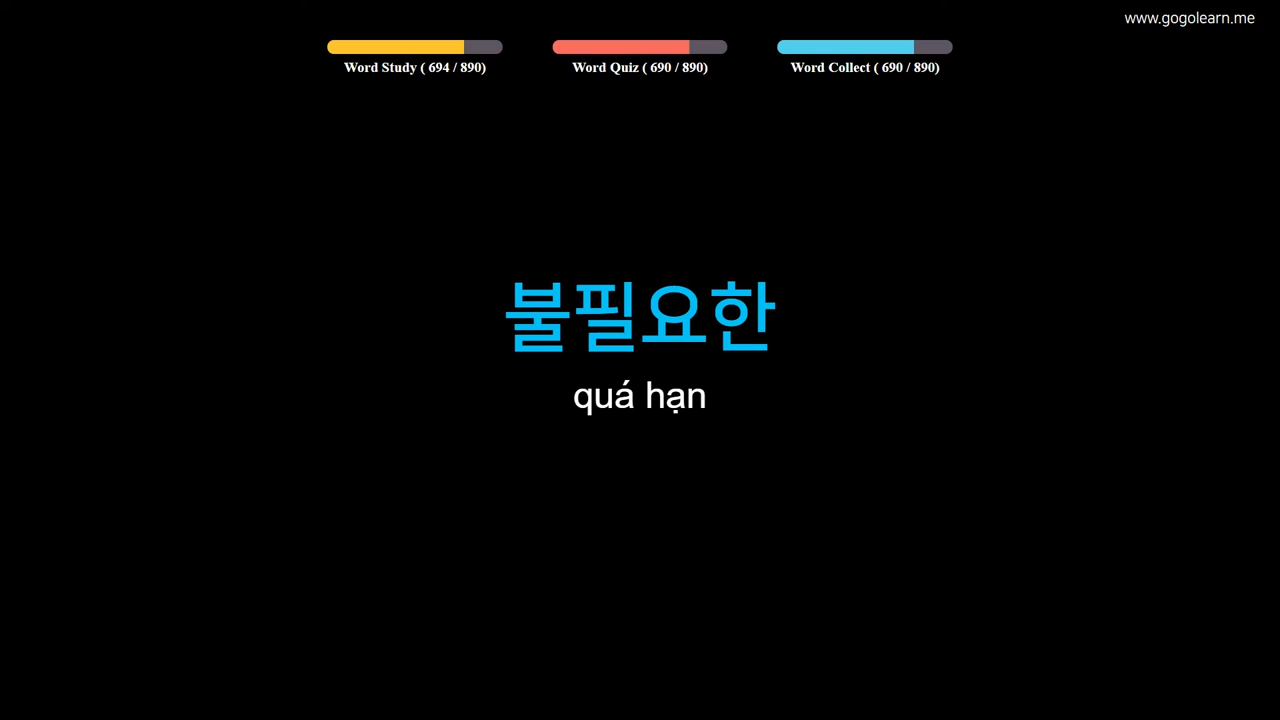 www.gogolearn.me
Word Study ( 694 / 890)
Word Quiz ( 690 / 890)
Word Collect ( 690 / 890)
불필요한
quá hạn